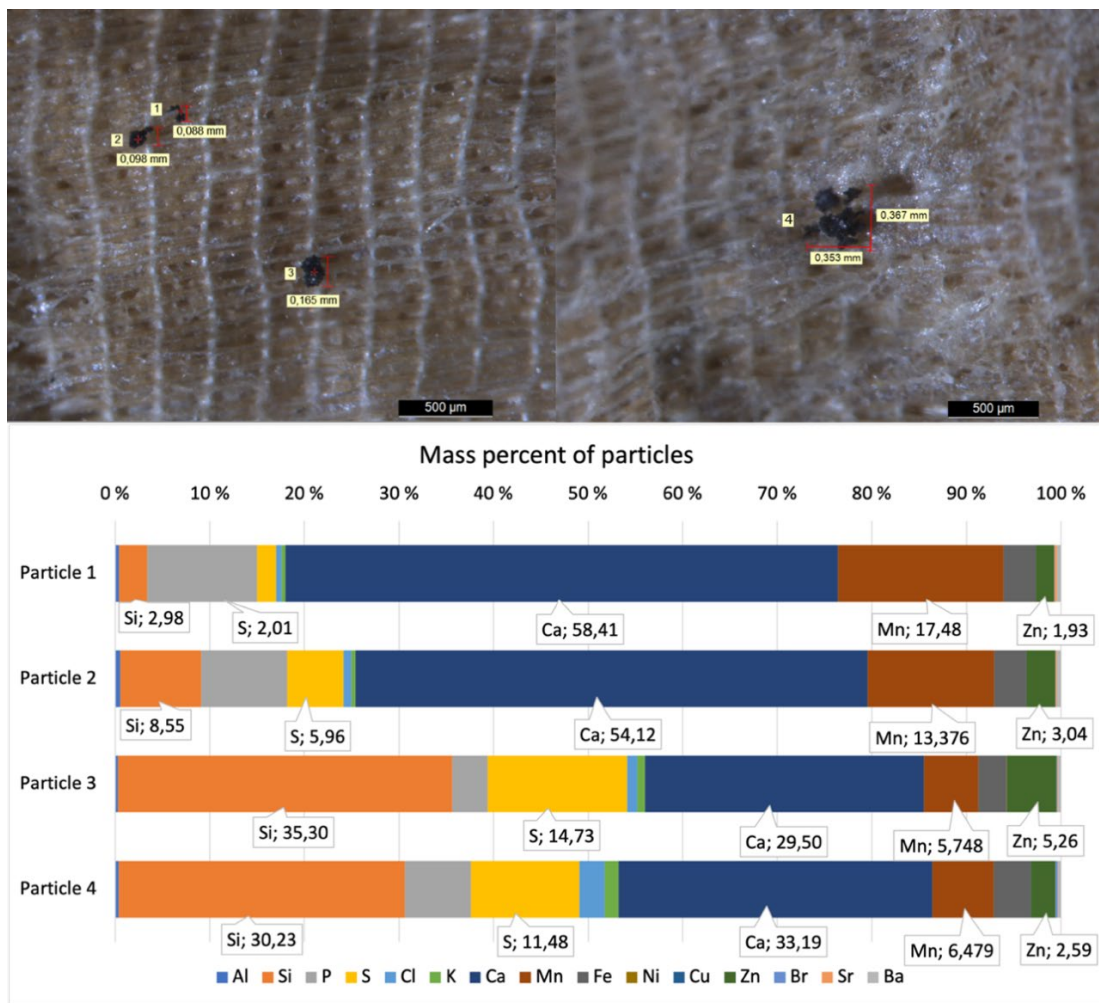 1
0,088 mm
2
0,098 mm
3
0,165 mm
500 µm
4
0,367 mm
0,353 mm
500 µm
Mass percent of particles
0 % 10 % 20 % 30 % 40 % 50 % 60 % 70 % 80 % 90 % 100 %
Particle 1
Si; 2,98 S; 2,01 Ca; 58,41 Mn; 17,48 Zn; 1,93
Particle 2
Si; 8,55 S; 5,96 Ca; 54,12 Mn; 13,376 Zn; 3,04
Particle 3
Si; 35,30 S; 14,73 Ca; 29,50 Mn; 5,748 Zn; 5,26
Particle 4
Si; 30,23 S; 11,48 Ca; 33,19 Mn; 6,479 Zn; 2,59
Al Si P S Cl K Ca Mn Fe Ni Cu Zn Br Sr Ba